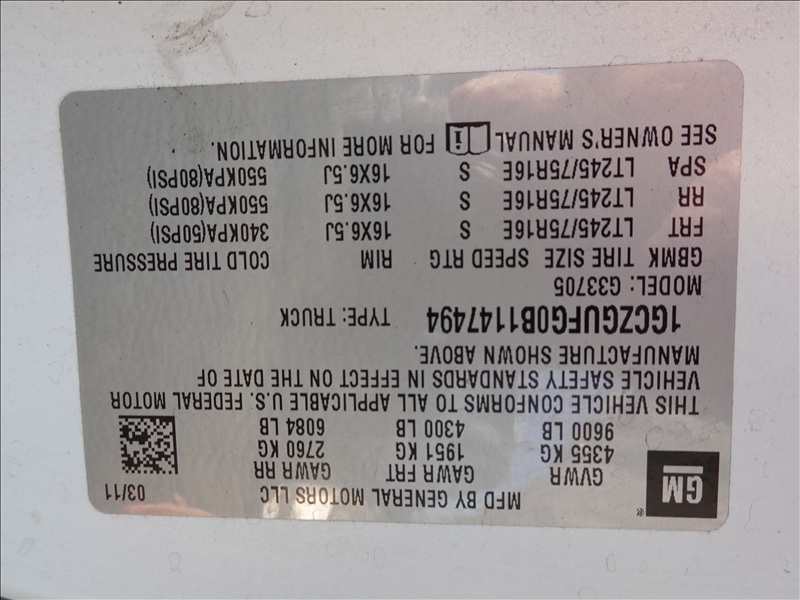 GM ®
MFD BY GENERAL MOTORS LLC 03/11
GVWR GAWR FRT GAWR RR
4355 KG 1951 KG 2760 KG
9600 LB 4300 LB 6084 LB
THIS VEHICLE CONFORMS TO ALL APPLICABLE U.S. FEDERAL MOTOR
VEHICLE SAFETY STANDARDS IN EFFECT ON THE DATE OF
MANUFACTURE SHOWN ABOVE.
1GCZGUFG0B1147494 TYPE: TRUCK
MODEL: G33705
GBMK TIRE SIZE SPEED RTG RIM COLD TIRE PRESSURE
FRT LT245/75R16E S 16X6.5J 340KPA(50PSI)
RR LT245/75R16E S 16X6.5J 550KPA(80PSI)
SPA LT245/75R16E S 16X6.5J 550KPA(80PSI)
SEE OWNER'S MANUAL i FOR MORE INFORMATION.